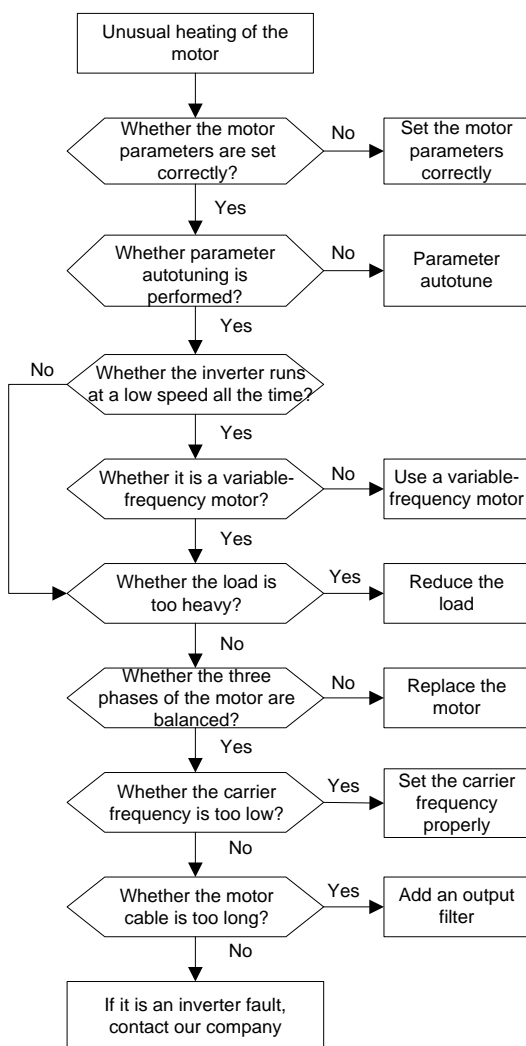 Unusual heating of the
motor
Whether the motor
parameters are set
correctly?
No
Set the motor
parameters
correctly
Yes
Whether parameter
autotuning is
performed?
No
Parameter
autotune
Yes
No
Whether the inverter runs
at a low speed all the time?
Yes
Whether it is a variable-
frequency motor?
No
Use a variable-
frequency motor
Yes
Whether the load is
too heavy?
Yes
Reduce the
load
No
Whether the three
phases of the motor are
balanced?
No
Replace the
motor
Yes
Whether the carrier
frequency is too low?
Yes
Set the carrier
frequency
properly
No
Whether the motor
cable is too long?
Yes
Add an output
filter
No
If it is an inverter fault,
contact our company